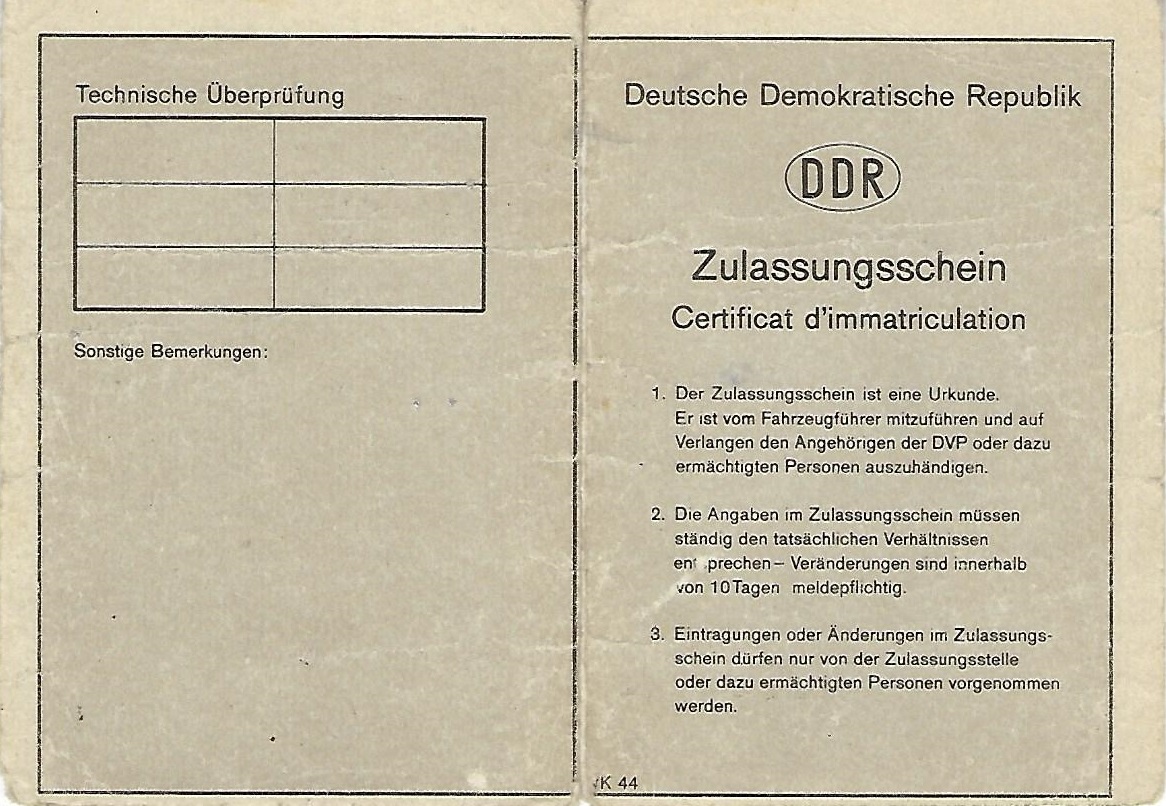 Technische Überprüfung
Sonstige Bemerkungen:
Deutsche Demokratische Republik
DDR
Zulassungsschein
Certificat d'immatriculation
1. Der Zulassungsschein ist eine Urkunde.
Er ist vom Fahrzeugführer mitzuführen und auf
Verlangen den Angehörigen der DVP oder dazu
ermächtigten Personen auszuhändigen.
2. Die Angaben im Zulassungsschein müssen
ständig den tatsächlichen Verhältnissen
entsprechen – Veränderungen sind innerhalb
von 10 Tagen meldepflichtig.
3. Eintragungen oder Änderungen im Zulassungs-
schein dürfen nur von der Zulassungsstelle
oder dazu ermächtigten Personen vorgenommen
werden.
K 44